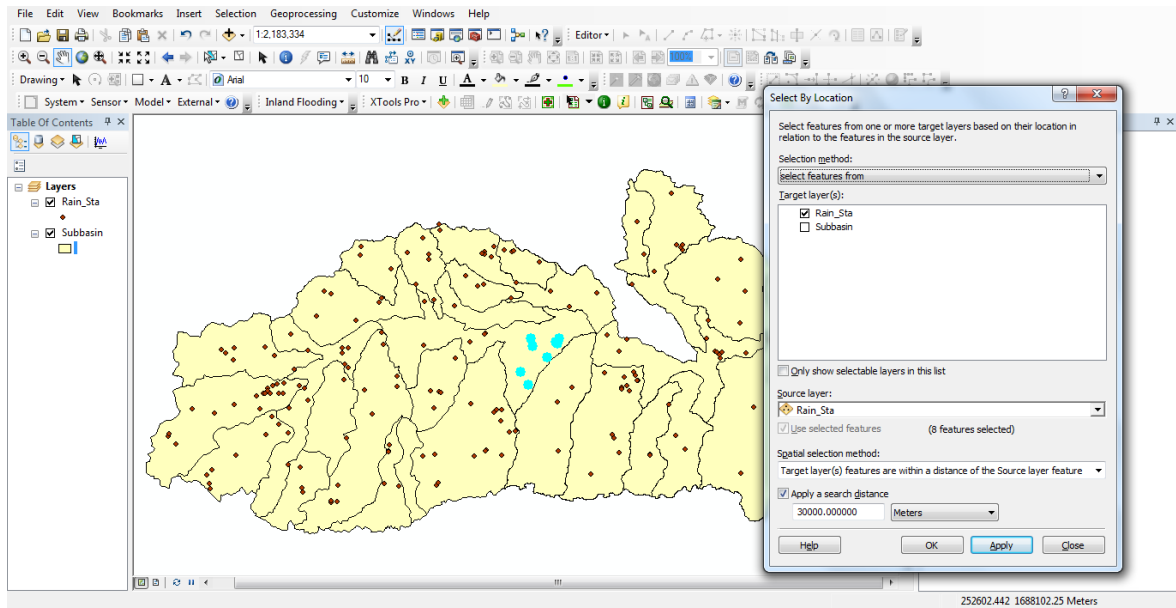 File Edit View Bookmarks Insert Selection Geoprocessing Customize Windows Help
1:2,183,334 Editor
100%
Drawing A Arial 10 B I U A
System Sensor Model External Inland Flooding XTools Pro
Table Of Contents
Layers
Rain_Sta
Subbasin
Select By Location
Select features from one or more target layers based on their location in
relation to the features in the source layer.
Selection method:
select features from
Target layer(s):
Rain_Sta
Subbasin
Only show selectable layers in this list
Source layer:
Rain_Sta
Use selected features (8 features selected)
Spatial selection method:
Target layer(s) features are within a distance of the Source layer feature
Apply a search distance
30000.000000 Meters
Help OK Apply Close
252602.442 1688102.25 Meters